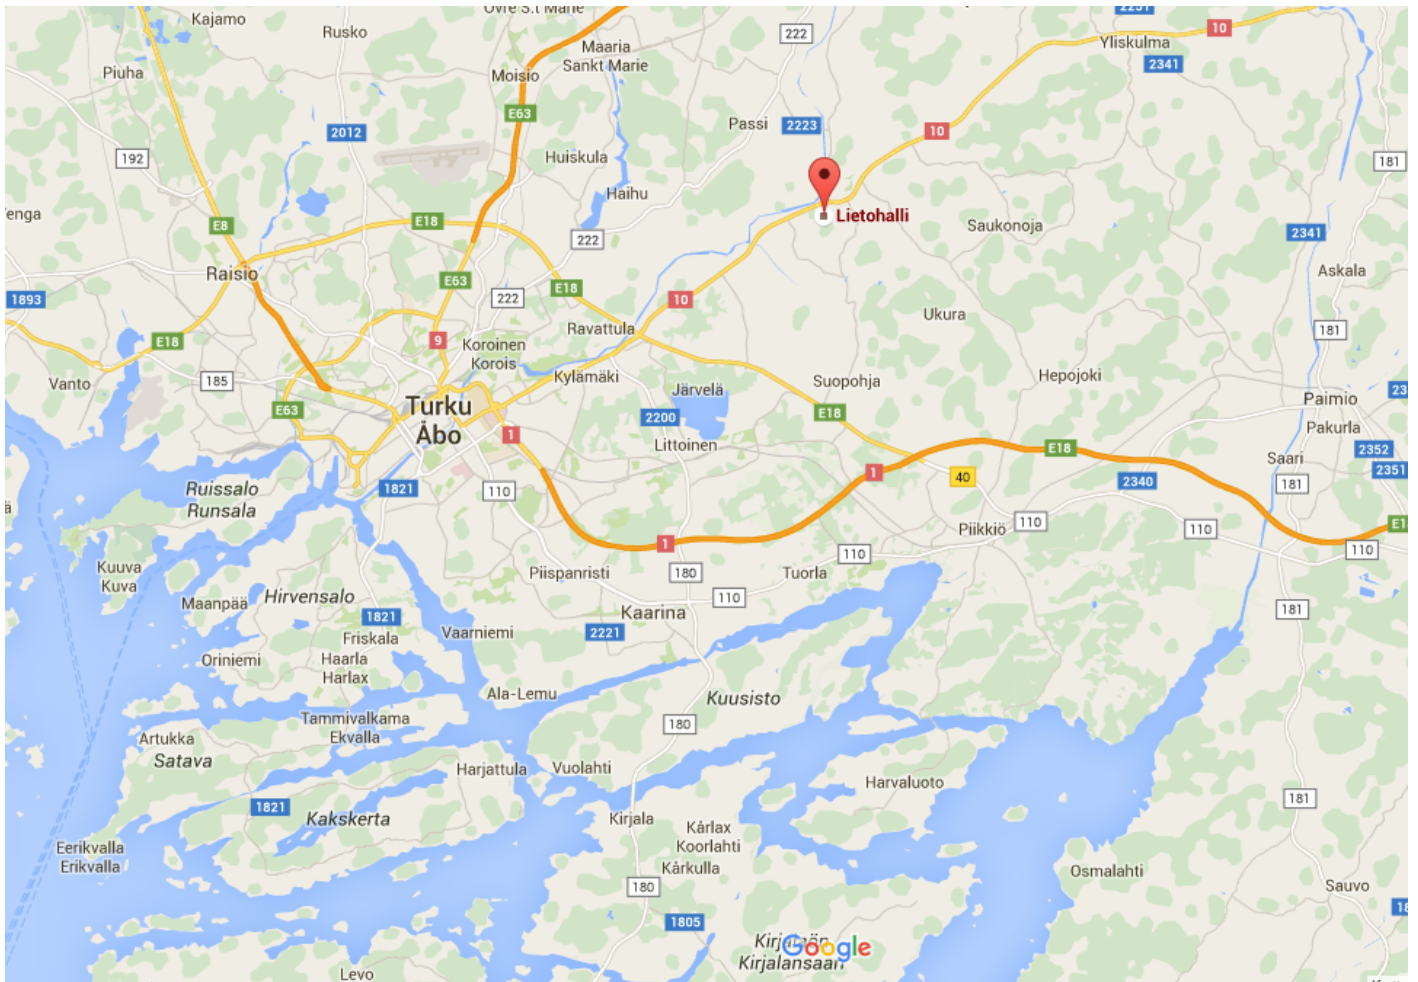 Övre S:t Marie
2231
Kajamo
Rusko
222
10
Maaria
Sankt Marie
Yliskulma
2341
Piuha
Moisio
E63
Passi
2223
10
2012
192
Huiskula
181
Haihu
Lietohalli
E8
E18
Saukonoja
222
2341
Raisio
Askala
E63
E18
1893
222
10
Ukura
181
Ravattula
E18
9
Koroinen
Korois
Vanto
185
Kylämäki
Järvelä
Suopohja
Hepojoki
Paimio
E63
Turku
Åbo
2200
E18
Pakurla
1
Littoinen
2352
Saari
2351
E18
1
40
2340
181
Ruissalo
Runsala
1821
110
Piikkiö
110
110
1
110
110
Kuuva
Kuva
Piispanristi
180
Tuorla
110
Maanpää
Hirvensalo
Kaarina
181
1821
Friskala
Vaarniemi
2221
Oriniemi
Haarla
Harlax
Ala-Lemu
Kuusisto
Tammivalkama
Ekvalla
180
Artukka
Satava
Harjattula
Vuolahti
Harvaluoto
1821
Kakskerta
Kirjala
Kårlax
Koorlahti
181
Eerikvalla
Erikvalla
Kårkulla
Osmalahti
180
Sauvo
1805
Google
Kirjalansaari
Levo